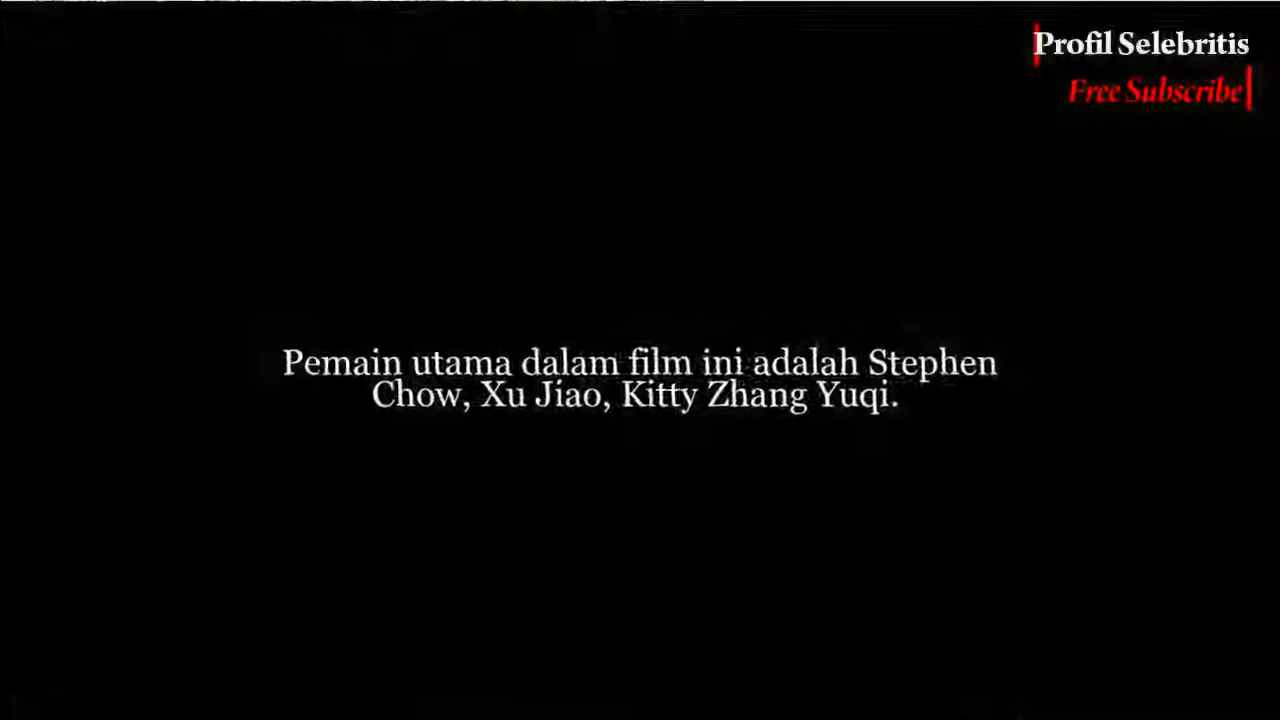 Profil Selebritis
Free Subscribe
Pemain utama dalam film ini adalah Stephen
Chow, Xu Jiao, Kitty Zhang Yuqi.